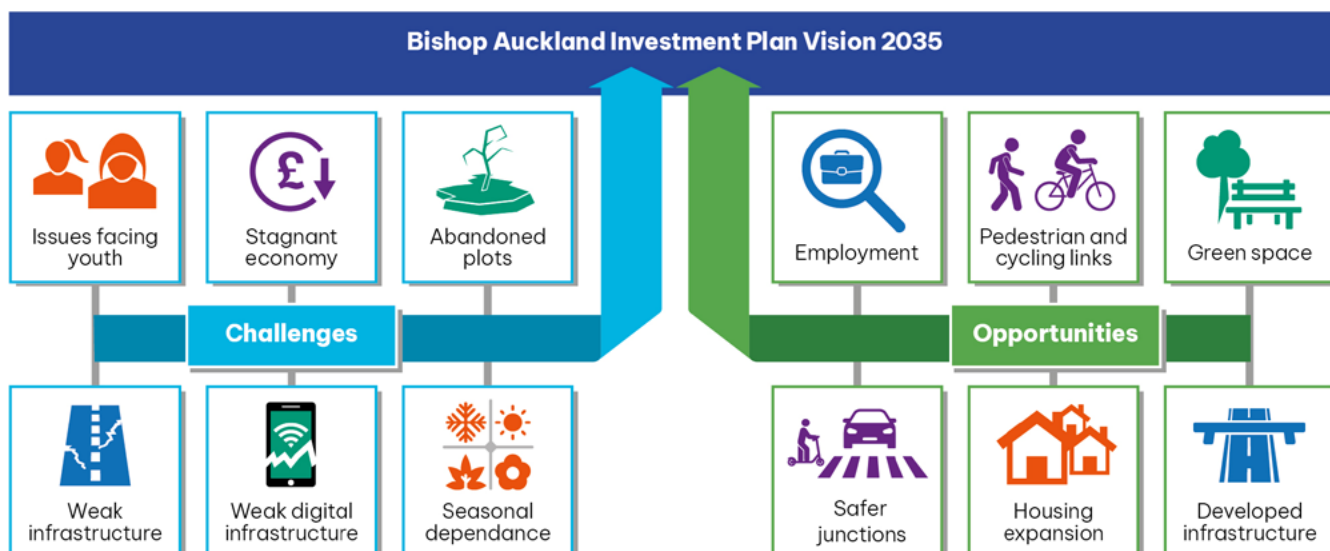 Bishop Auckland Investment Plan Vision 2035
Issues facing
youth
Stagnant
economy
Abandoned
plots
Employment
Pedestrian and
cycling links
Green space
£
Challenges
Opportunities
Weak
infrastructure
Weak digital
infrastructure
Seasonal
dependance
Safer
junctions
Housing
expansion
Developed
infrastructure